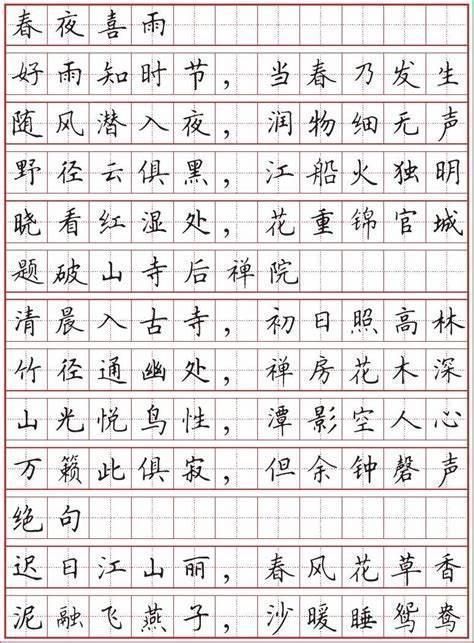 春夜喜雨
好雨知时节，当春乃发生
随风潜入夜，润物细无声
野径云俱黑，江船火独明
晓看红湿处，花重锦官城
题破山寺后禅院
清晨入古寺，初日照高林
竹径通幽处，禅房花木深
山光悦鸟性，潭影空人心
万籁此俱寂，但余钟磬声
绝句
迟日江山丽，春风花草香
泥融飞燕子，沙暖睡鸳鸯